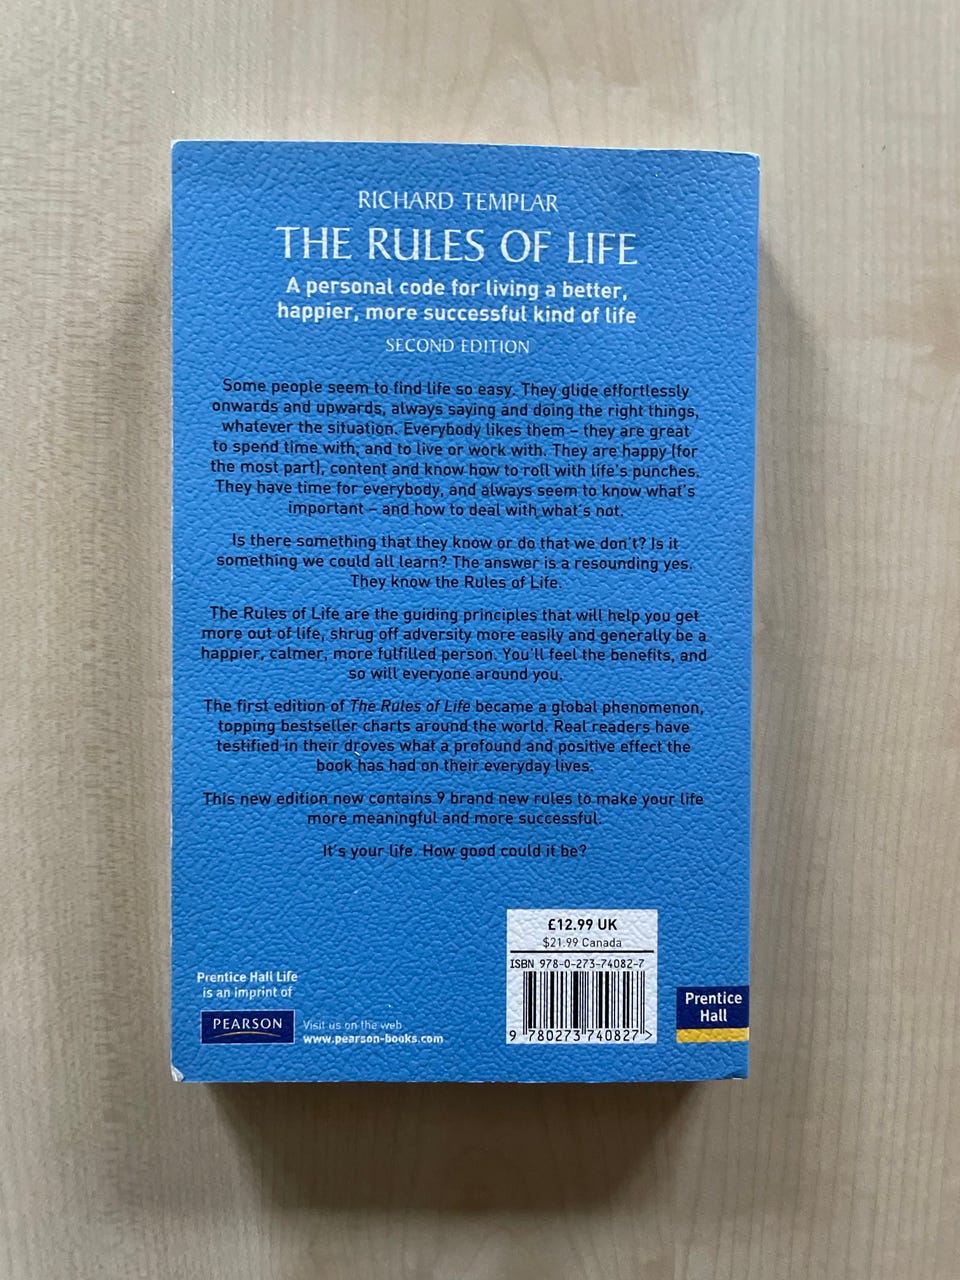 RICHARD TEMPLAR
THE RULES OF LIFE
A personal code for living a better,
happier, more successful kind of life
SECOND EDITION
Some people seem to find life so easy. They glide effortlessly
onwards and upwards, always saying and doing the right things,
whatever the situation. Everybody likes them – they are great
to spend time with, and to live or work with. They are happy (for
the most part), content and know how to roll with life's punches.
They have time for everybody, and always seem to know what's
important – and how to deal with what's not.
Is there something that they know or do that we don't? Is it
something we could all learn? The answer is a resounding yes.
They know the Rules of Life.
The Rules of Life are the guiding principles that will help you get
more out of life, shrug off adversity more easily and generally be a
happier, calmer, more fulfilled person. You'll feel the benefits, and
so will everyone around you.
The first edition of The Rules of Life became a global phenomenon,
topping bestseller charts around the world. Real readers have
testified in their droves what a profound and positive effect the
book has had on their everyday lives.
This new edition now contains 9 brand new rules to make your life
more meaningful and more successful.
It's your life. How good could it be?
£12.99 UK
$21.99 Canada
ISBN 978-0-273-74082-7
9 780273 740827 >
Prentice Hall Life
is an imprint of
PEARSON
Visit us on the web
www.pearson-books.com
Prentice
Hall